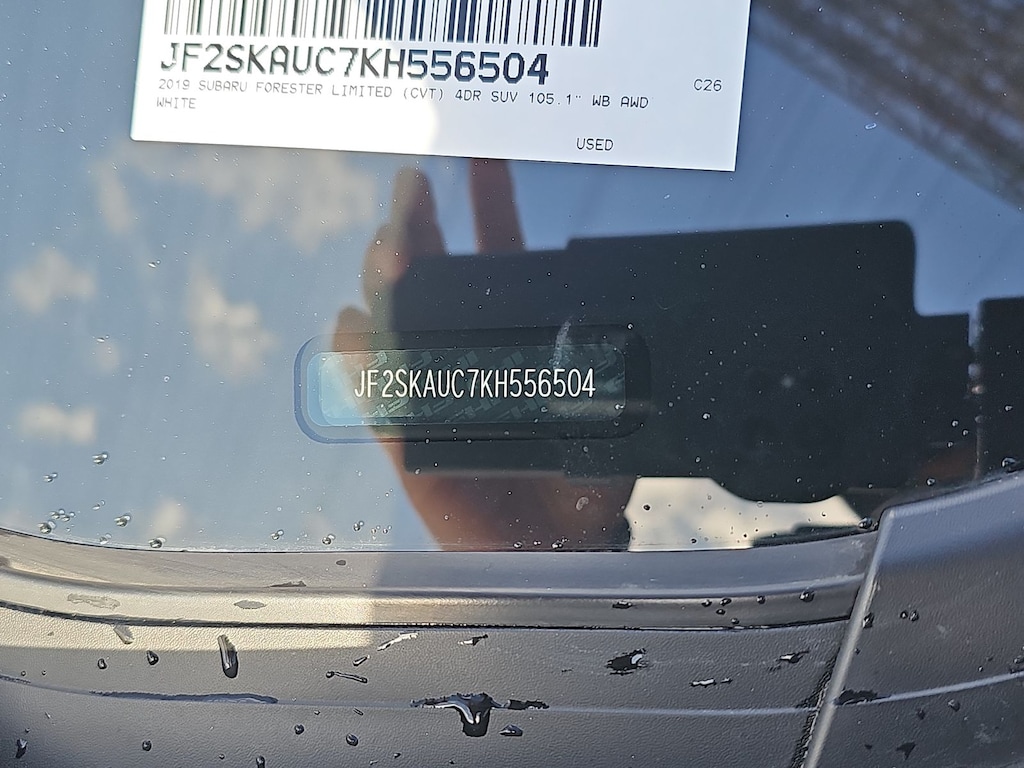 JF2SKAUC7KH556504
2019 SUBARU FORESTER LIMITED (CVT) 4DR SUV 105.1" WB AWD C26
WHITE
USED
JF2SKAUC7KH556504